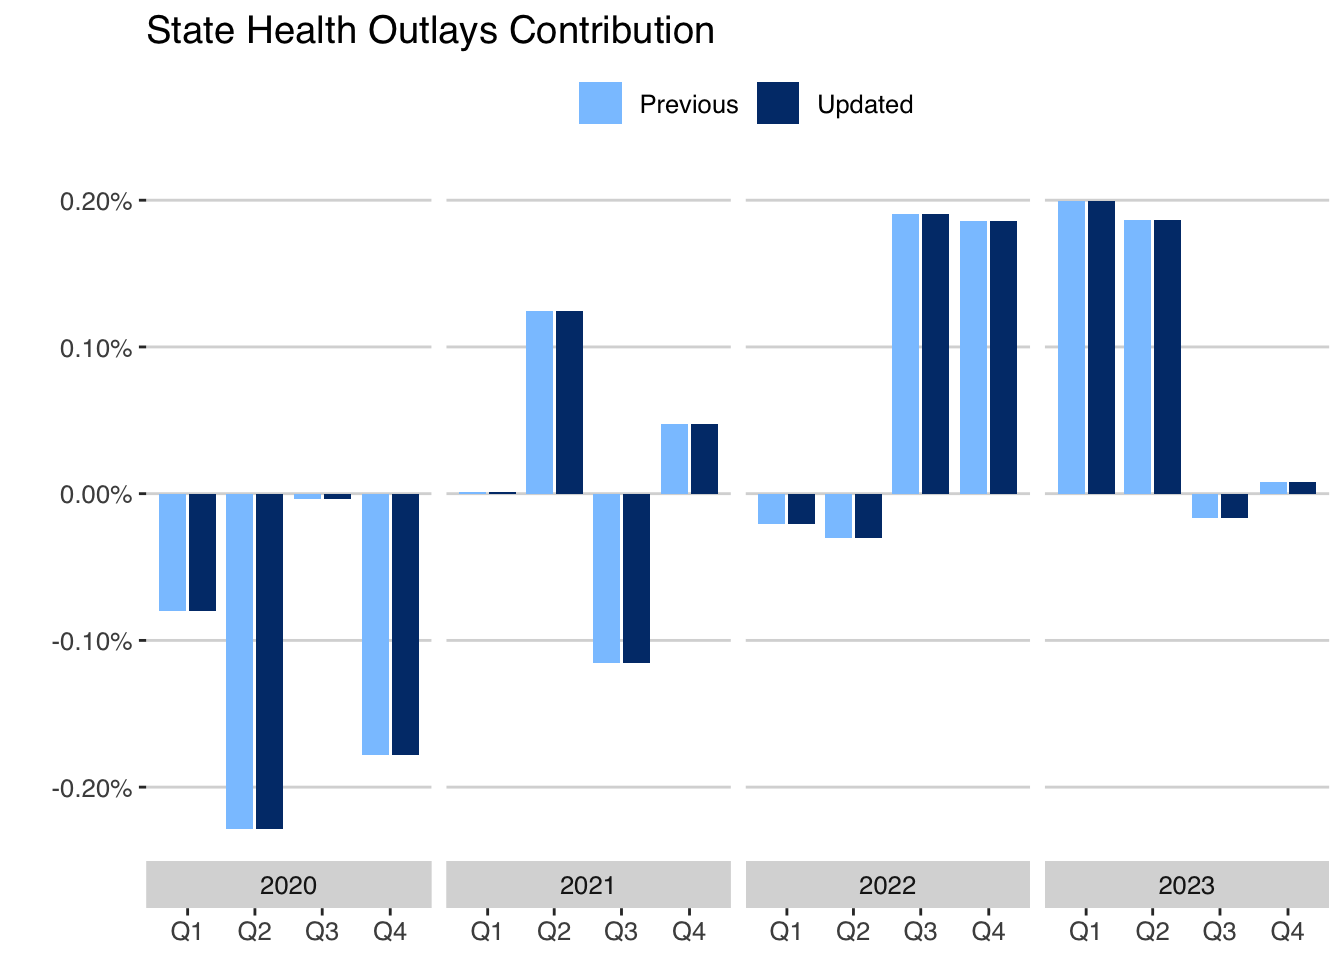 State Health Outlays Contribution
Previous Updated
0.20%
0.10%
0.00%
-0.10%
-0.20%
2020 2021 2022 2023
Q1 Q2 Q3 Q4 Q1 Q2 Q3 Q4 Q1 Q2 Q3 Q4 Q1 Q2 Q3 Q4